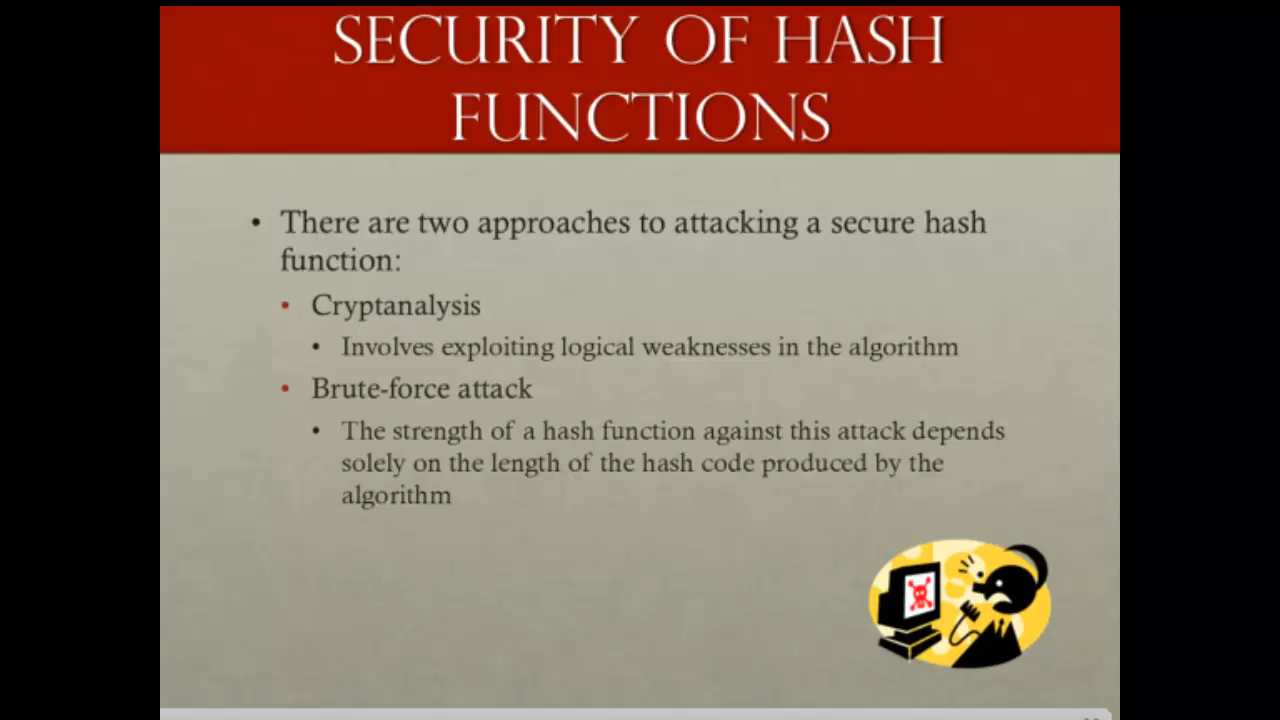 SECURITY OF HASH
FUNCTIONS
• There are two approaches to attacking a secure hash
function:
• Cryptanalysis
• Involves exploiting logical weaknesses in the algorithm
• Brute-force attack
• The strength of a hash function against this attack depends
solely on the length of the hash code produced by the
algorithm